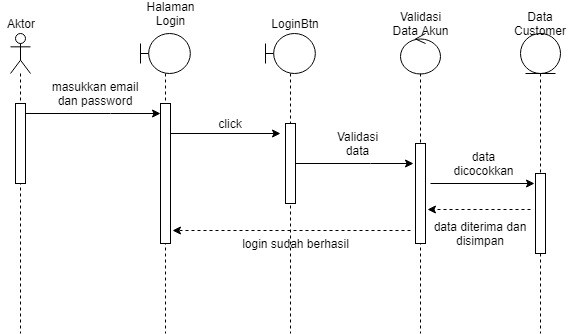 Aktor
Halaman
Login
LoginBtn
Validasi
Data Akun
Data
Customer
masukkan email
dan password
click
Validasi
data
data
dicocokkan
data diterima dan
disimpan
login sudah berhasil